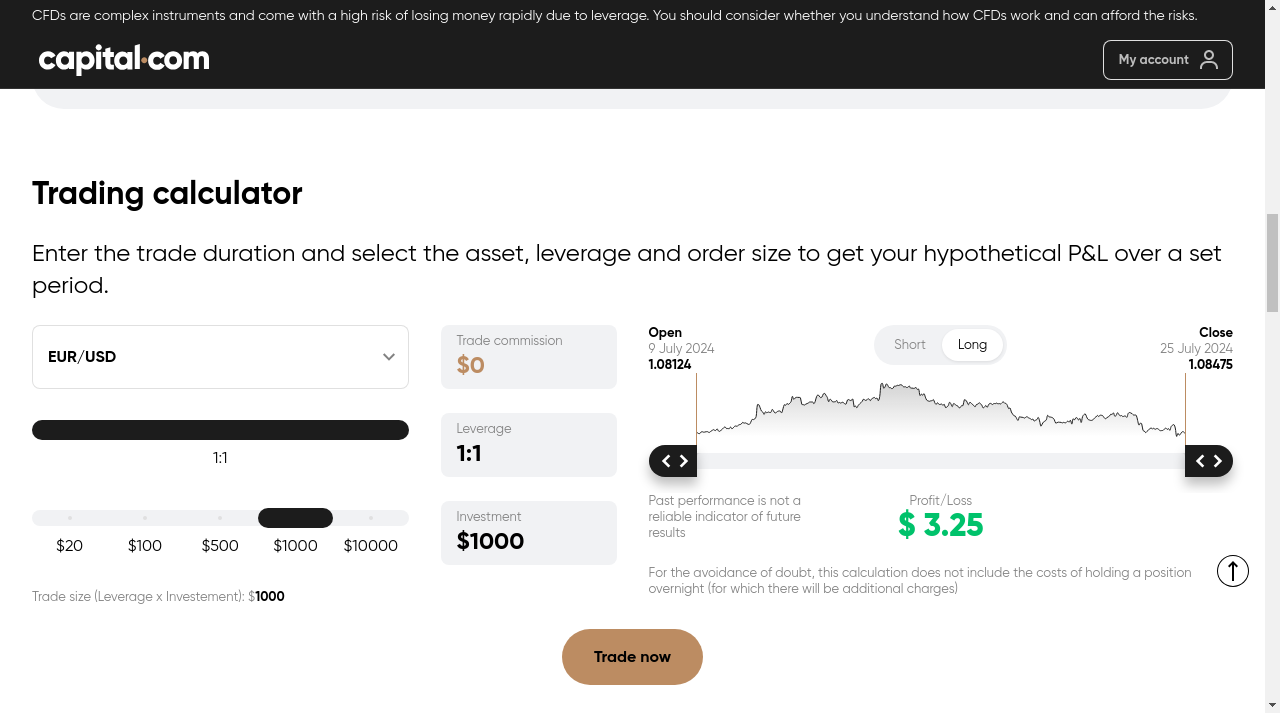 CFDs are complex instruments and come with a high risk of losing money rapidly due to leverage. You should consider whether you understand how CFDs work and can afford the risks.
capital.com
My account
Trading calculator
Enter the trade duration and select the asset, leverage and order size to get your hypothetical P&L over a set
period.
EUR/USD
1:1
$20 $100 $500 $1000 $10000
Trade size (Leverage x Investement): $1000
Trade commission
$0
Leverage
1:1
Investment
$1000
Open
9 July 2024
1.08124
Short Long
Close
25 July 2024
1.08475
Past performance is not a
reliable indicator of future
results
Profit/Loss
$ 3.25
For the avoidance of doubt, this calculation does not include the costs of holding a position
overnight (for which there will be additional charges)
Trade now